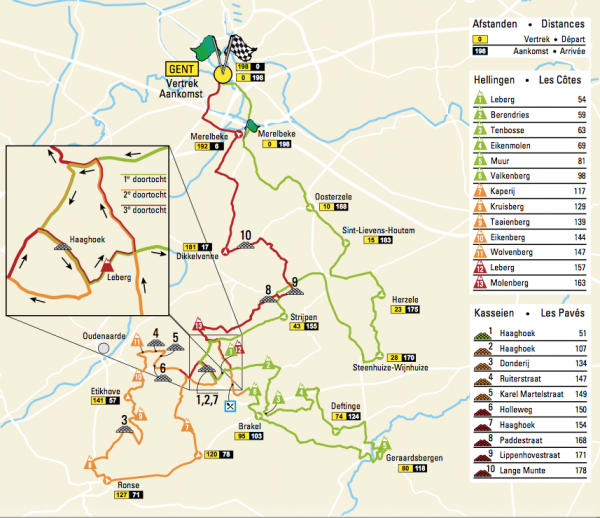 Afstanden • Distances
0 Vertrek • Départ
198 Aankomst • Arrivée
Hellingen • Les Côtes
1 Leberg 54
2 Berendries 59
3 Tenbosse 63
4 Eikenmolen 69
5 Muur 81
6 Valkenberg 98
7 Kaperij 117
8 Kruisberg 129
9 Taaienberg 139
10 Eikenberg 144
11 Wolvenberg 147
12 Leberg 157
13 Molenberg 163
Kasseien • Les Pavés
1 Haaghoek 51
2 Haaghoek 107
3 Donderij 134
4 Ruiterstraat 147
5 Karel Martelstraat 149
6 Holleweg 150
7 Haaghoek 154
8 Paddestraat 168
9 Lippenhovestraat 171
10 Lange Munte 178
198 0
0 198
GENT
Vertrek
Aankomst
Merelbeke
192 6
Merelbeke
0 198
1e doortocht
2e doortocht
3e doortocht
Haaghoek
Leberg
Oosterzele
10 188
Sint-Lievens-Houtem
15 183
181 17
Dikkelvenne
10
9
8
Herzele
23 175
Strijpen
43 155
13
12
1
28 170
Steenhuize-Wijnhuize
Oudenaarde
4
5
6
1,2,7
Etikhove
141 57
3
Deftinge
74 124
Brakel
95 103
Geraardsbergen
80 118
120 78
Ronse
127 71